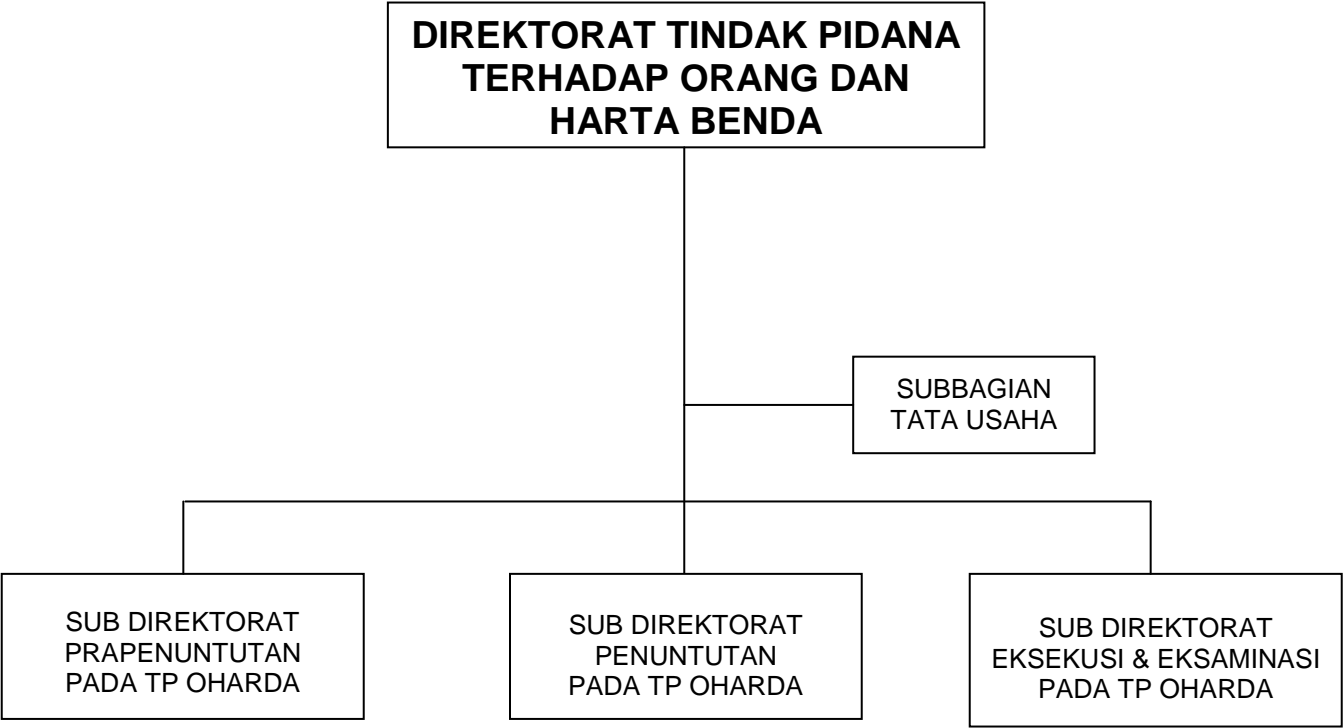 DIREKTORAT TINDAK PIDANA
TERHADAP ORANG DAN
HARTA BENDA
SUBBAGIAN
TATA USAHA
SUB DIREKTORAT
PRAPENUNTUTAN
PADA TP OHARDA
SUB DIREKTORAT
PENUNTUTAN
PADA TP OHARDA
SUB DIREKTORAT
EKSEKUSI & EKSAMINASI
PADA TP OHARDA